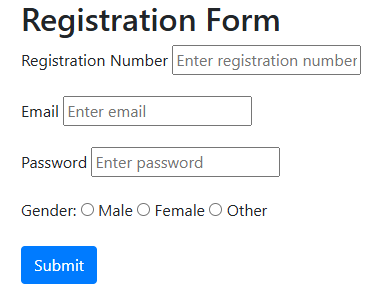 Registration Form
Registration Number Enter registration number
Email Enter email
Password Enter password
Gender: Male Female Other
Submit